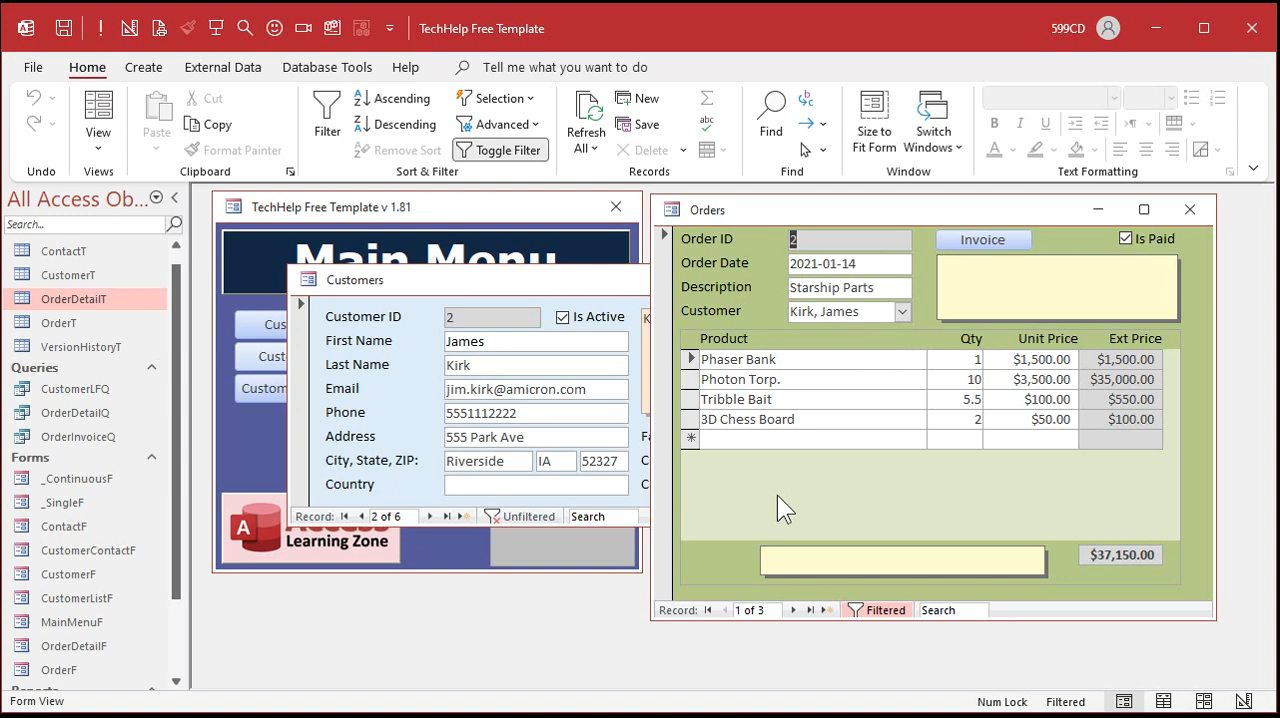 TechHelp Free Template
599CD
File Home Create External Data Database Tools Help Tell me what you want to do
Undo
View
Views
Paste
Cut
Copy
Format Painter
Clipboard
Filter
Ascending
Descending
Remove Sort
Selection
Advanced
Toggle Filter
Sort & Filter
Refresh All
New
Save
Delete
Records
Find
Find
Size to Fit Form
Switch Windows
Window
B I U
Text Formatting
All Access Ob...
Search...
ContactT
CustomerT
OrderDetailT
OrderT
VersionHistoryT
Queries
CustomerLFQ
OrderDetailQ
OrderInvoiceQ
Forms
_ContinuousF
_SingleF
ContactF
CustomerContactF
CustomerF
CustomerListF
MainMenuF
OrderDetailF
OrderF
TechHelp Free Template v 1.81
Main Menu
Cus
Cust
Custom
Learning Zone
Customers
Customer ID 2 Is Active
First Name James
Last Name Kirk
Email jim.kirk@amicron.com
Phone 5551112222
Address 555 Park Ave
City, State, ZIP: Riverside IA 52327
Country
Record: 2 of 6 Unfiltered Search
Orders
Order ID 2 Invoice Is Paid
Order Date 2021-01-14
Description Starship Parts
Customer Kirk, James
Product Qty Unit Price Ext Price
Phaser Bank 1 $1,500.00 $1,500.00
Photon Torp. 10 $3,500.00 $35,000.00
Tribble Bait 5.5 $100.00 $550.00
3D Chess Board 2 $50.00 $100.00
$37,150.00
Record: 1 of 3 Filtered Search
Form View
Num Lock Filtered